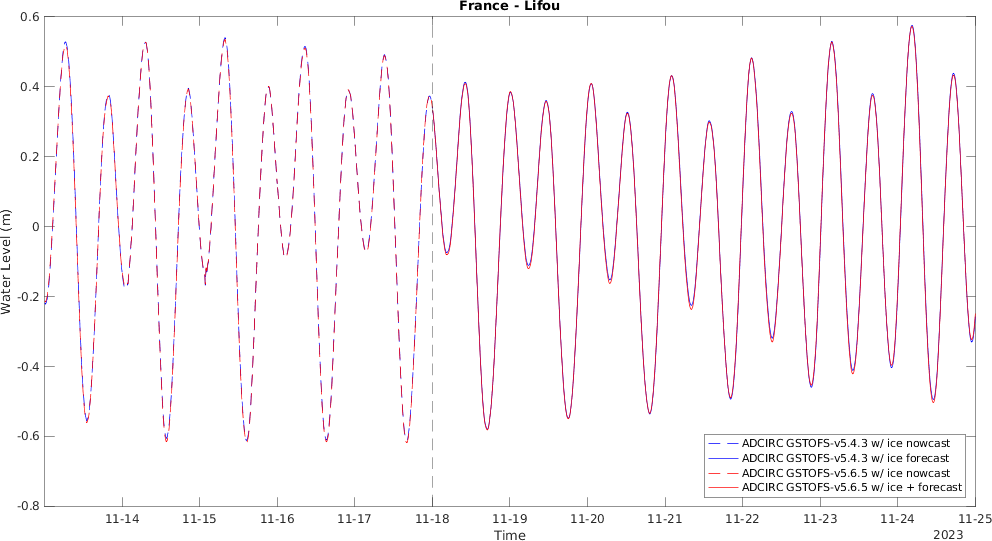 France - Lifou
0.6
0.4
0.2
0
-0.2
-0.4
-0.6
-0.8
Water Level (m)
ADCIRC GSTOFS-v5.4.3 w/ ice nowcast
ADCIRC GSTOFS-v5.4.3 w/ ice forecast
ADCIRC GSTOFS-v5.6.5 w/ ice nowcast
ADCIRC GSTOFS-v5.6.5 w/ ice + forecast
11-14 11-15 11-16 11-17 11-18 11-19 11-20 11-21 11-22 11-23 11-24 11-25
Time
2023